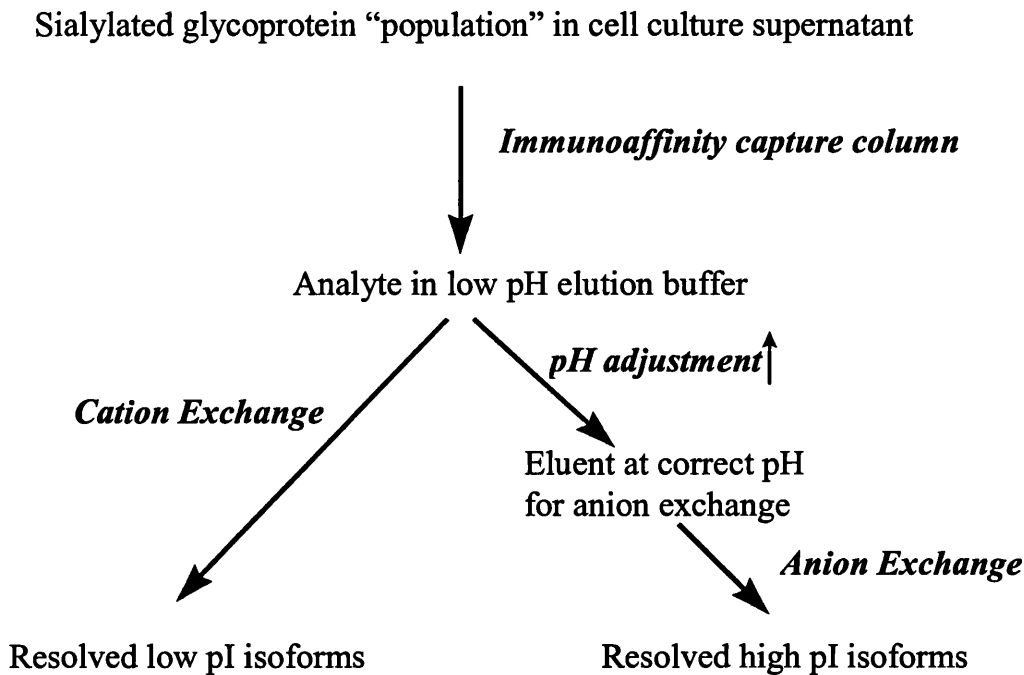 Sialylated glycoprotein “population” in cell culture supernatant
Immunoaffinity capture column
Analyte in low pH elution buffer
pH adjustment
Cation Exchange
Eluent at correct pH
for anion exchange
Anion Exchange
Resolved low pI isoforms
Resolved high pI isoforms